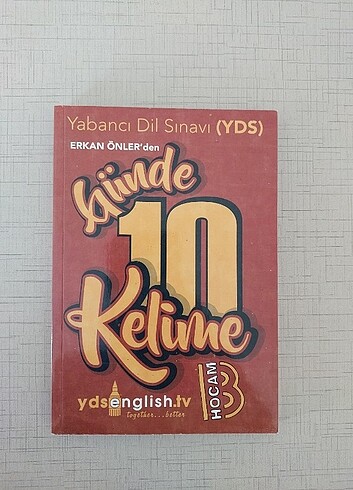 Yabancı Dil Sınavı (YDS)
ERKAN ÖNLER'den
Günde
10
Kelime
ydsenglish.tv
together...better
B HOCAM